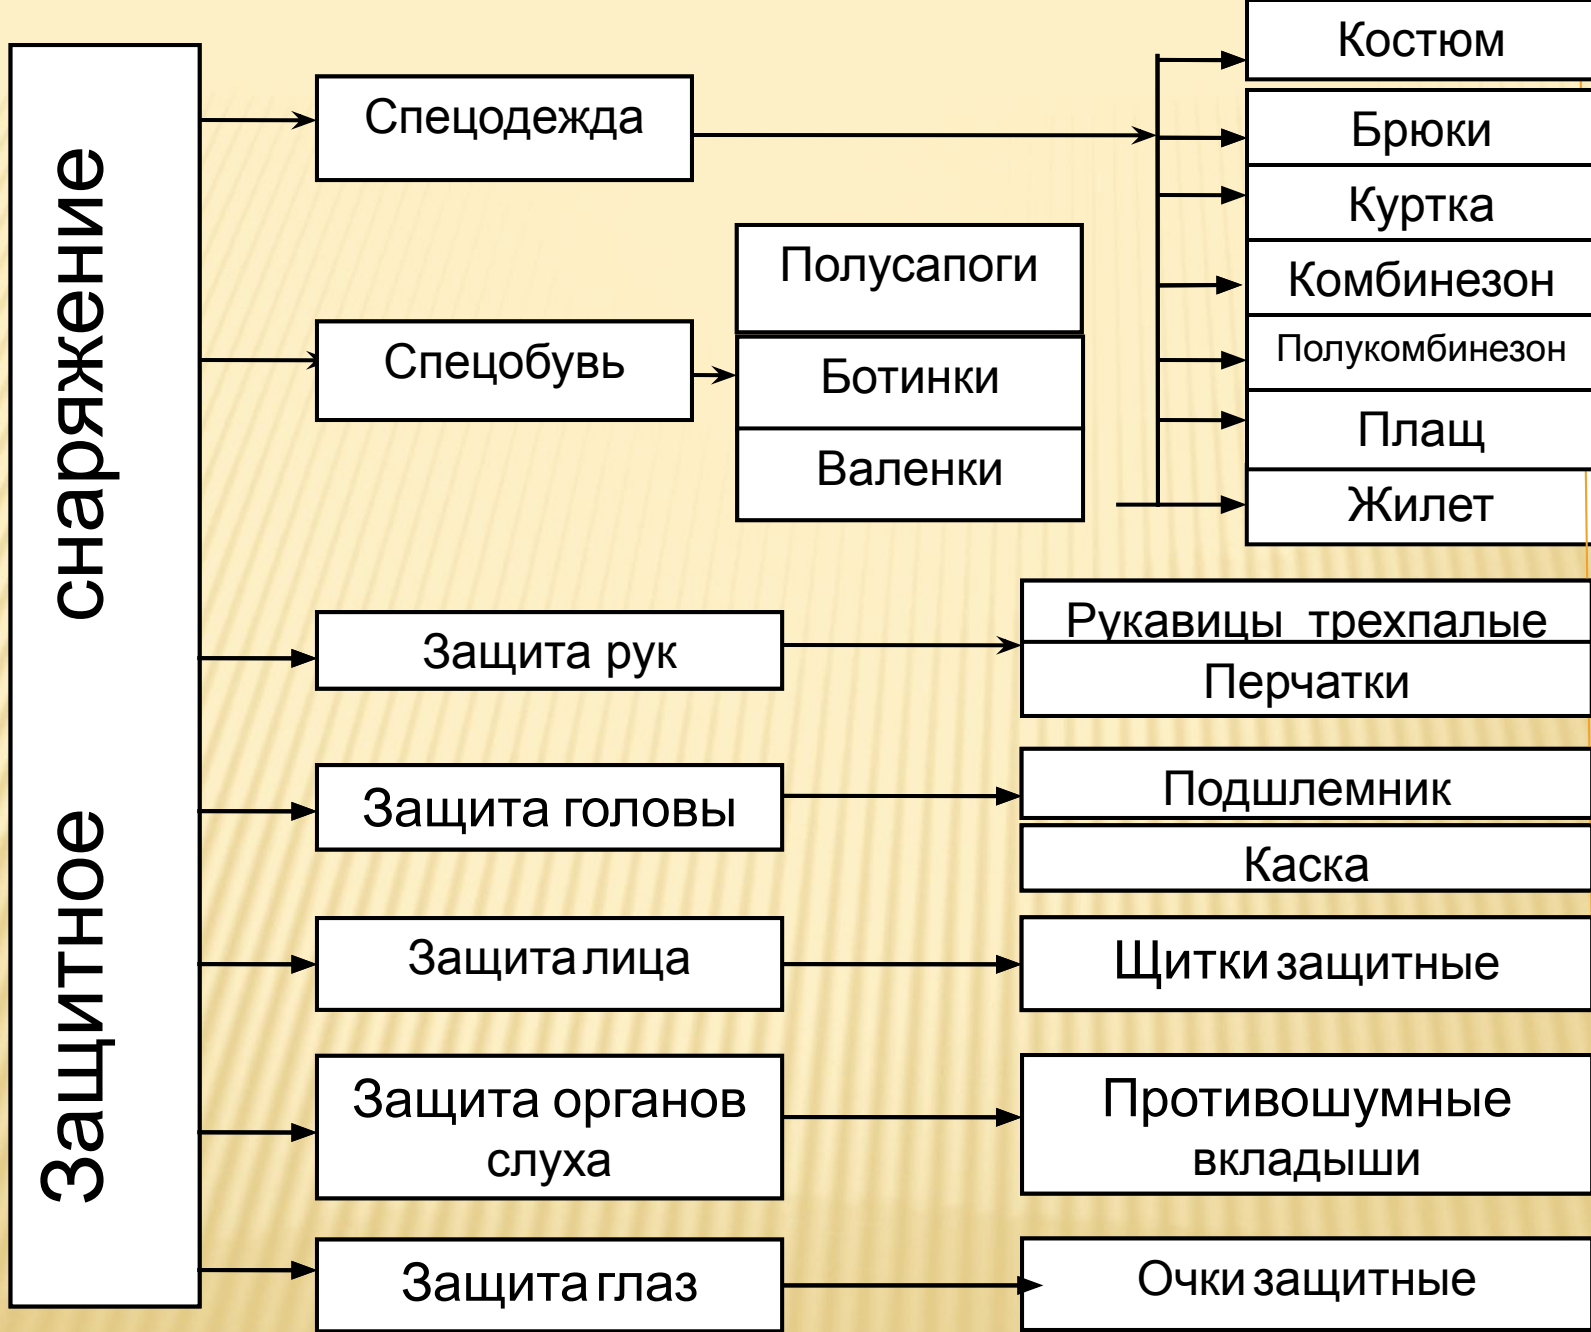 Защитное снаряжение
Спецодежда
Костюм
Брюки
Куртка
Комбинезон
Полукомбинезон
Плащ
Жилет
Спецобувь
Полусапоги
Ботинки
Валенки
Защита рук
Рукавицы трехпалые
Перчатки
Защита головы
Подшлемник
Каска
Защита лица
Щитки защитные
Защита органов
слуха
Противошумные
вкладыши
Защита глаз
Очки защитные